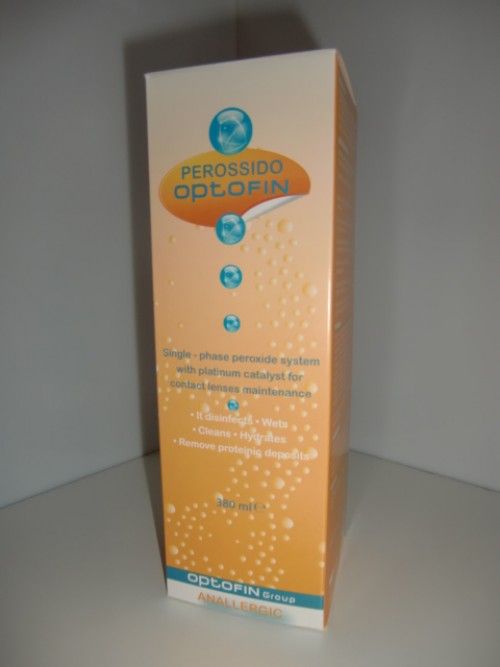 PEROSSIDO
OPTOFIN
Single - phase peroxide system
with platinum catalyst for
contact lenses maintenance
• It disinfects • Wets
• Cleans • Hydrates
• Remove proteinic deposits
380 ml ℮
OPTOFIN Group
ANALLERGIC